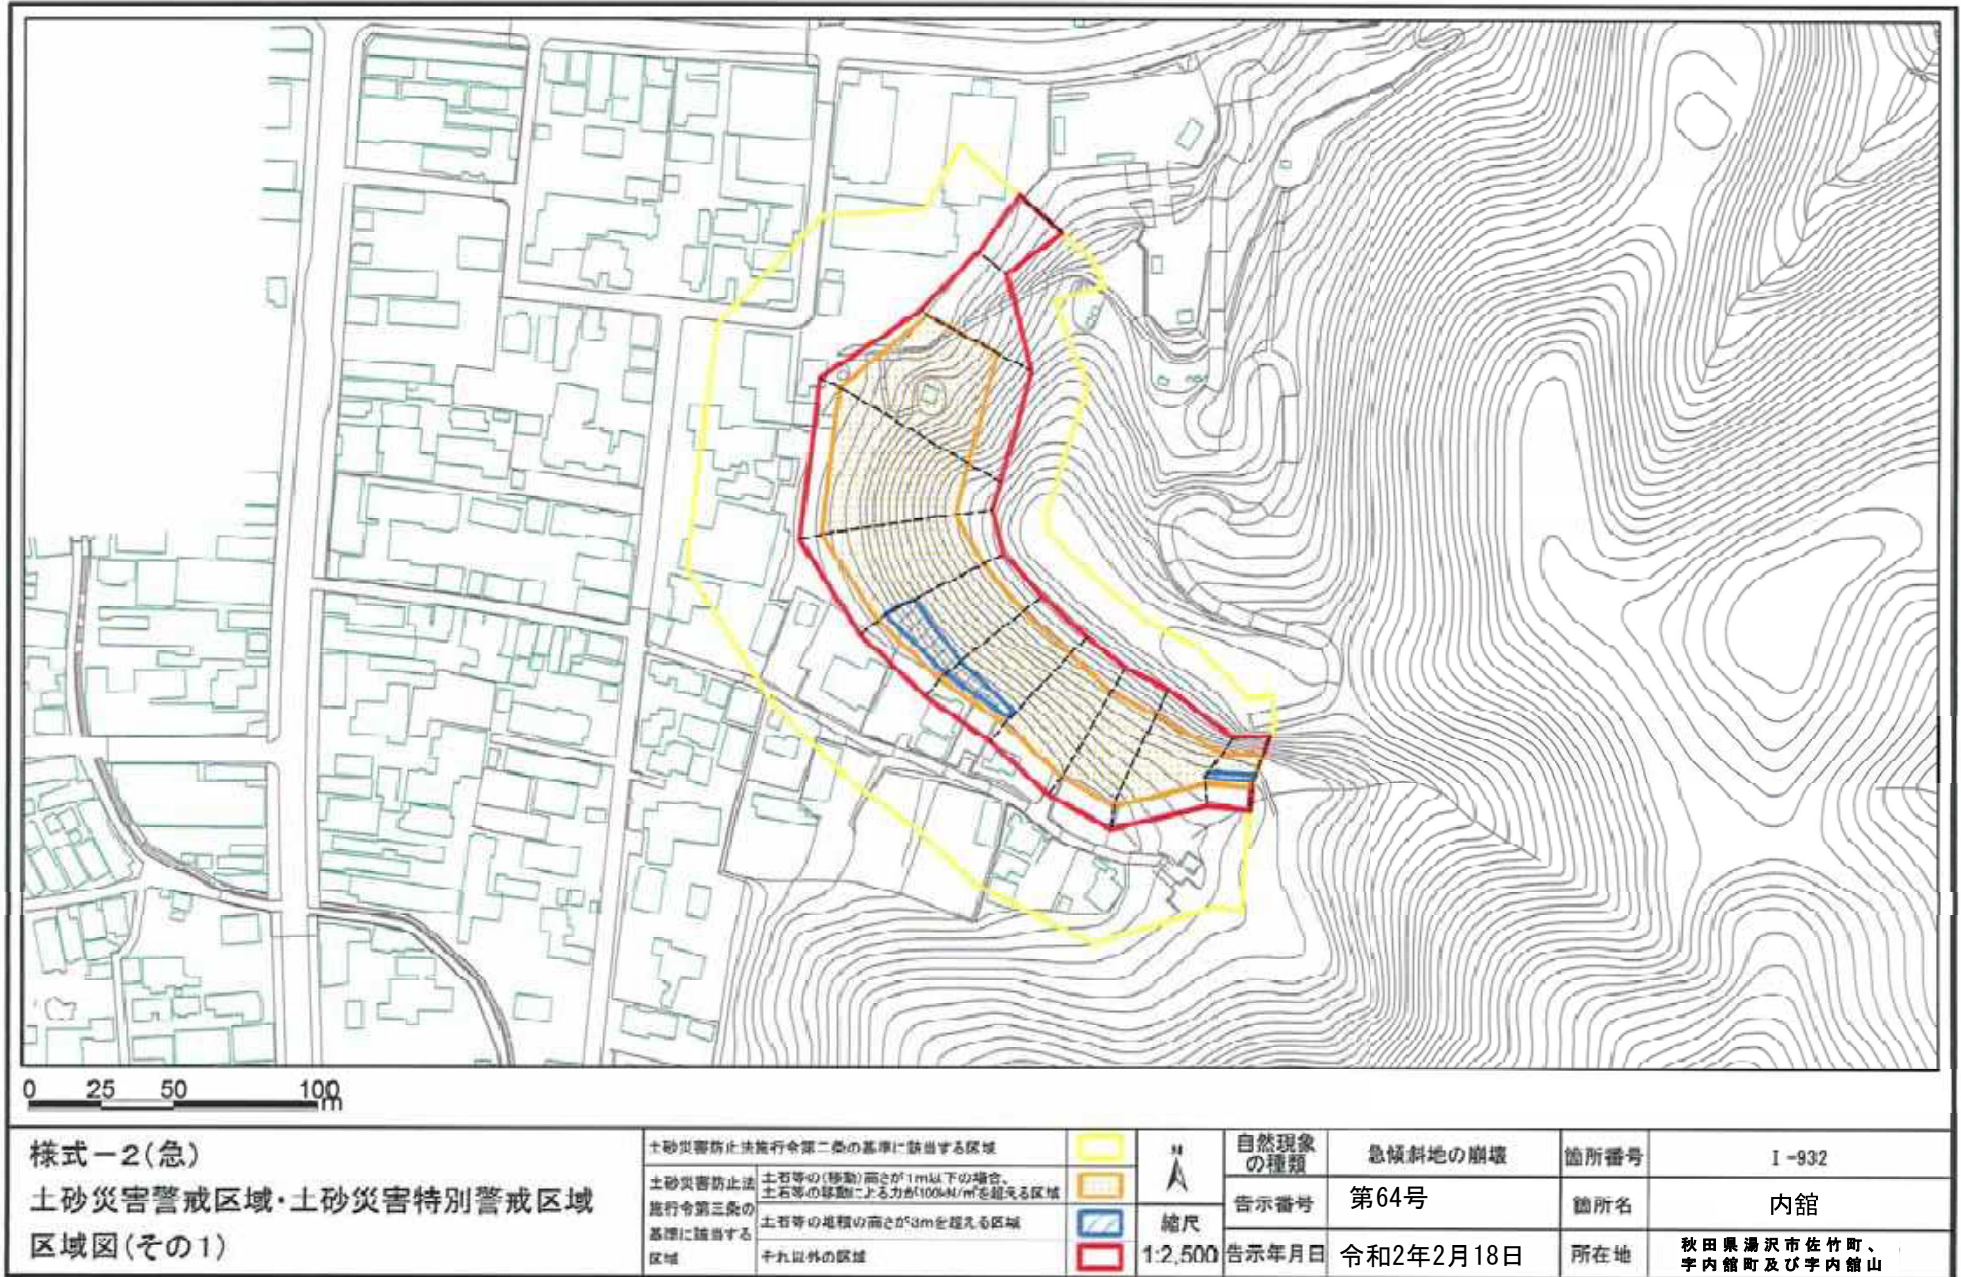 0 25 50 100m
様式－2(急)
土砂災害警戒区域・土砂災害特別警戒区域
区域図(その1)
土砂災害防止法施行令第二条の基準に該当する区域
土砂災害防止法
施行令第三条の
基準に該当する
区域
土石等の(移動)高さが1m以下の場合、
土石等の移動による力が100kN/㎡を超える区域
土石等の堆積の高さが3mを超える区域
それ以外の区域
縮尺
1:2,500
自然現象
の種類
急傾斜地の崩壊
箇所番号
I-932
告示番号
第64号
箇所名
内舘
告示年月日
令和2年2月18日
所在地
秋田県湯沢市佐竹町、
字内舘町及び字内舘山